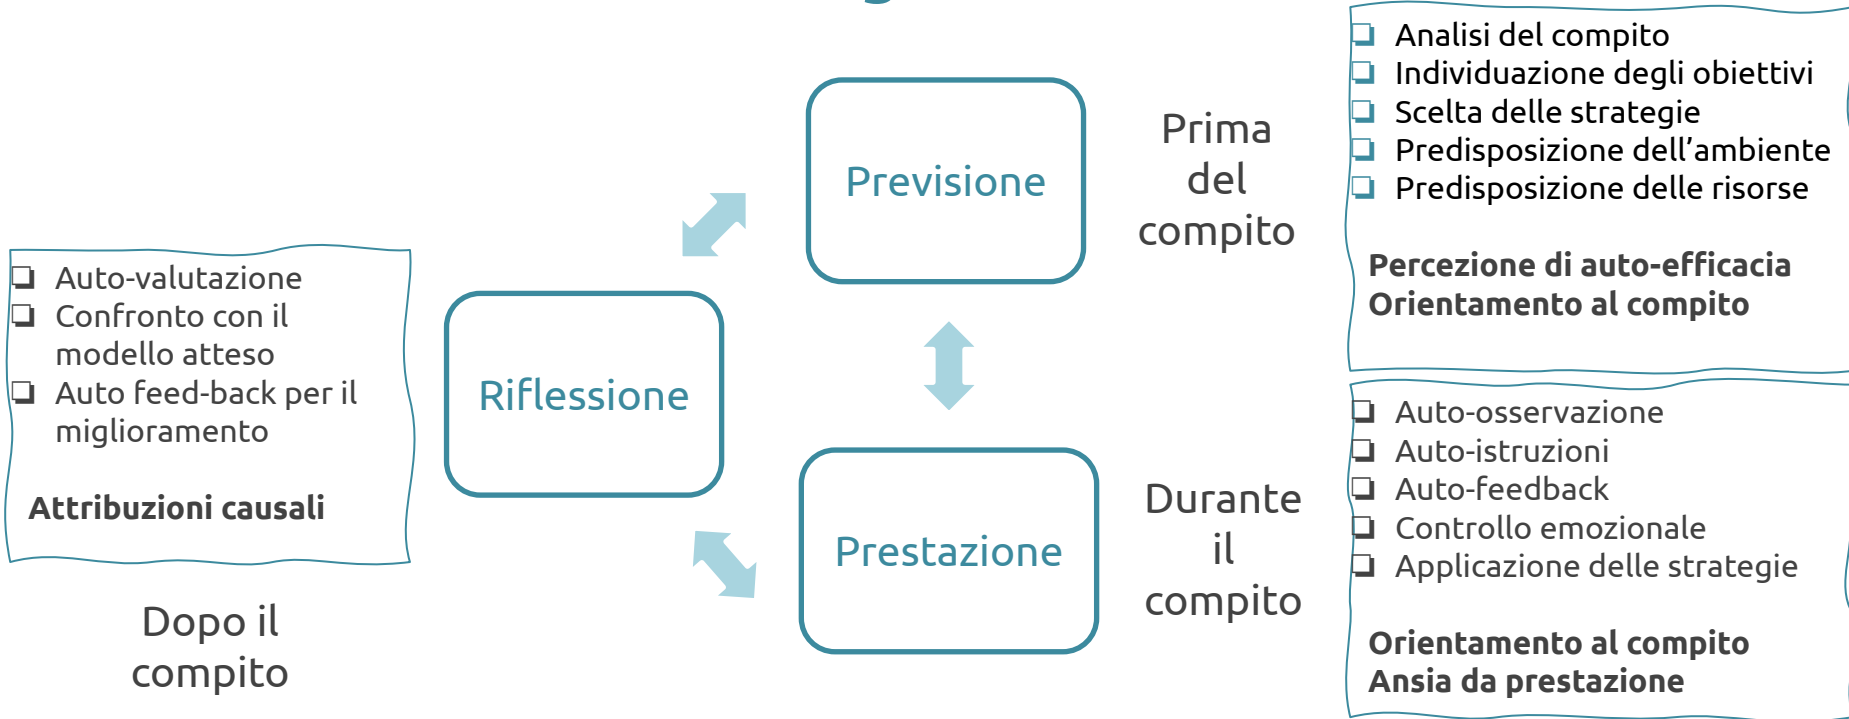 Analisi del compito
Individuazione degli obiettivi
Scelta delle strategie
Predisposizione dell’ambiente
Predisposizione delle risorse
Percezione di auto-efficacia
Orientamento al compito
Prima
del
compito
Previsione
Auto-valutazione
Confronto con il
modello atteso
Auto feed-back per il
miglioramento
Attribuzioni causali
Riflessione
Dopo il
compito
Prestazione
Durante
il
compito
Auto-osservazione
Auto-istruzioni
Auto-feedback
Controllo emozionale
Applicazione delle strategie
Orientamento al compito
Ansia da prestazione